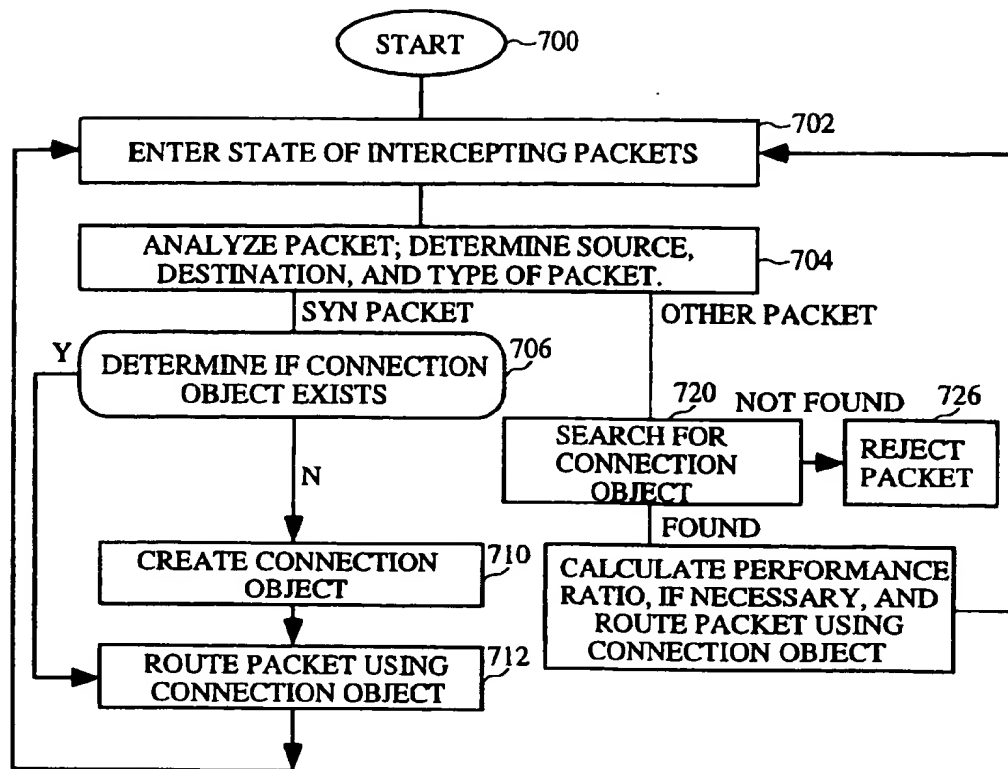 START
700
702
ENTER STATE OF INTERCEPTING PACKETS
ANALYZE PACKET; DETERMINE SOURCE,
DESTINATION, AND TYPE OF PACKET.
704
SYN PACKET
OTHER PACKET
Y
DETERMINE IF CONNECTION
OBJECT EXISTS
706
720
NOT FOUND
726
SEARCH FOR
CONNECTION
OBJECT
REJECT
PACKET
N
FOUND
CREATE CONNECTION
OBJECT
710
CALCULATE PERFORMANCE
RATIO, IF NECESSARY, AND
ROUTE PACKET USING
CONNECTION OBJECT
ROUTE PACKET USING
CONNECTION OBJECT
712